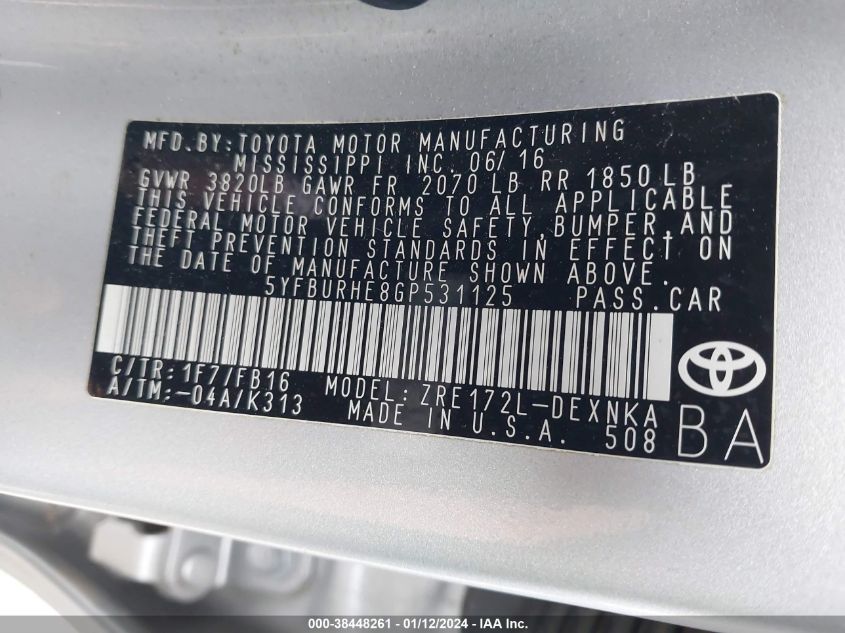 MFD.BY:TOYOTA MOTOR MANUFACTURING
MISSISSIPPI INC. 06/16
GVWR 3820LB GAWR FR 2070 LB RR 1850 LB
THIS VEHICLE CONFORMS TO ALL APPLICABLE
FEDERAL MOTOR VEHICLE SAFETY,BUMPER,AND
THEFT PREVENTION STANDARDS IN EFFECT ON
THE DATE OF MANUFACTURE SHOWN ABOVE.
5YFBURHE8GP531125 PASS.CAR
C/TR: 1F7/FB16 MODEL: ZRE172L-DEXNKA
A/TM:-04A/K313 MADE IN U.S.A. 508
BA
000-38448261 - 01/12/2024 - IAA Inc.